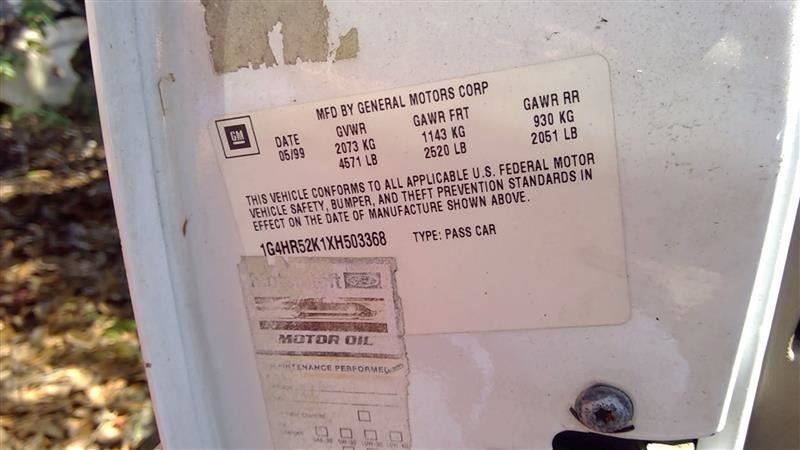 MFD BY GENERAL MOTORS CORP
GM
DATE GVWR GAWR FRT GAWR RR
05/99 2073 KG 1143 KG 930 KG
4571 LB 2520 LB 2051 LB
THIS VEHICLE CONFORMS TO ALL APPLICABLE U.S. FEDERAL MOTOR
VEHICLE SAFETY, BUMPER, AND THEFT PREVENTION STANDARDS IN
EFFECT ON THE DATE OF MANUFACTURE SHOWN ABOVE.
1G4HR52K1XH503368 TYPE: PASS CAR
MOTOR OIL
MAINTENANCE PERFORMED